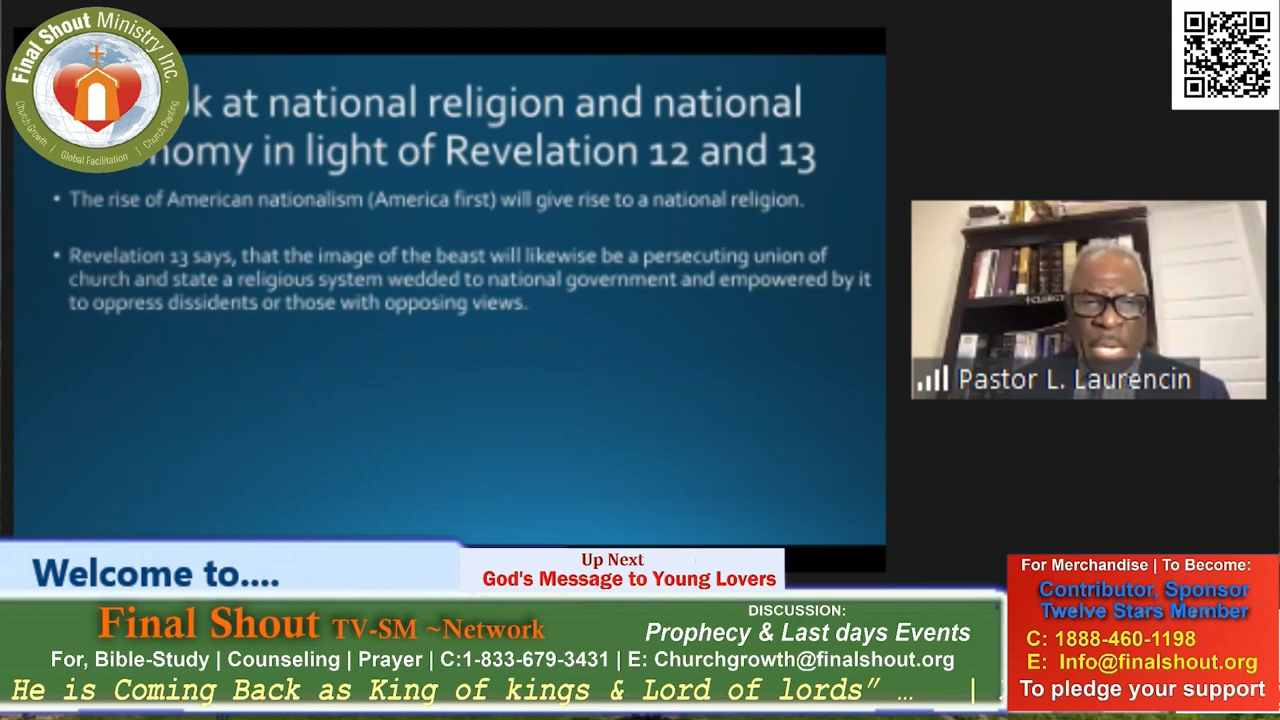 Final Shout Ministry Inc.
Church Growth | Global Facilitation | Church Planting
k at national religion and national
nomy in light of Revelation 12 and 13
• The rise of American nationalism (America first) will give rise to a national religion.
• Revelation 13 says, that the image of the beast will likewise be a persecuting union of
church and state a religious system wedded to national government and empowered by it
to oppress dissidents or those with opposing views.
Pastor L. Laurencin
Welcome to....
Up Next
God's Message to Young Lovers
Final Shout TV-SM ~Network
DISCUSSION:
Prophecy & Last days Events
For, Bible-Study | Counseling | Prayer | C:1-833-679-3431 | E: Churchgrowth@finalshout.org
He is Coming Back as King of kings & Lord of lords” … |
For Merchandise | To Become:
Contributor, Sponsor
Twelve Stars Member
C: 1888-460-1198
E: Info@finalshout.org
To pledge your support